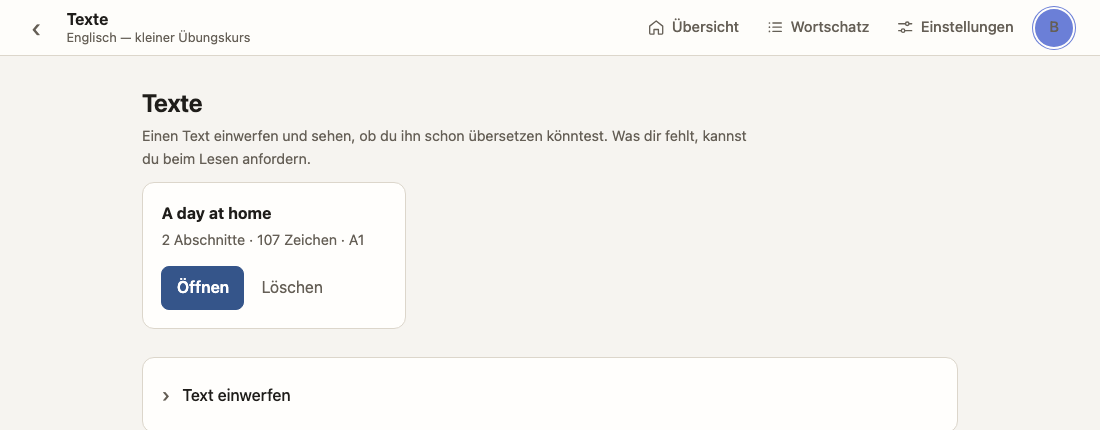 Texte
Englisch — kleiner Übungskurs
Übersicht
Wortschatz
Einstellungen
B
Texte
Einen Text einwerfen und sehen, ob du ihn schon übersetzen könntest. Was dir fehlt, kannst
du beim Lesen anfordern.
A day at home
2 Abschnitte · 107 Zeichen · A1
Öffnen
Löschen
Text einwerfen